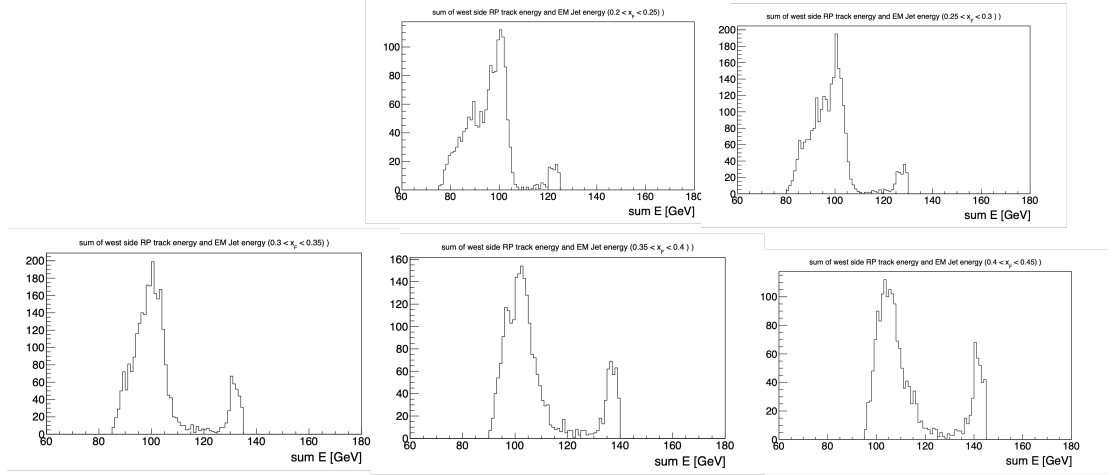 sum of west side RP track energy and EM Jet energy (0.2 < x_F < 0.25) )
100
80
60
40
20
0
60 80 100 120 140 160 180
sum E [GeV]
sum of west side RP track energy and EM Jet energy (0.25 < x_F < 0.3 ) )
200
180
160
140
120
100
80
60
40
20
0
60 80 100 120 140 160 180
sum E [GeV]
sum of west side RP track energy and EM Jet energy (0.3 < x_F < 0.35) )
200
180
160
140
120
100
80
60
40
20
0
60 80 100 120 140 160 180
sum E [GeV]
sum of west side RP track energy and EM Jet energy (0.35 < x_F < 0.4 ) )
160
140
120
100
80
60
40
20
0
60 80 100 120 140 160 180
sum E [GeV]
sum of west side RP track energy and EM Jet energy (0.4 < x_F < 0.45) )
100
80
60
40
20
0
60 80 100 120 140 160 180
sum E [GeV]